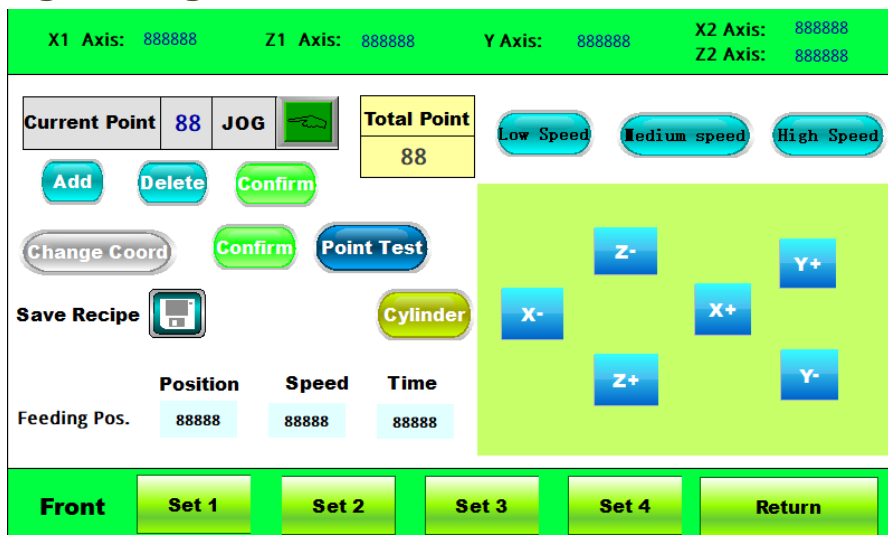 X1 Axis: 888888 Z1 Axis: 888888 Y Axis: 888888 X2 Axis: 888888
Z2 Axis: 888888
Current Point 88 JOG Total Point
88
Low Speed Medium speed High Speed
Add Delete Confirm
Change Coord Confirm Point Test
Z- Y+
Save Recipe Cylinder X- X+
Z+ Y-
Position Speed Time
Feeding Pos. 88888 88888 88888
Front Set 1 Set 2 Set 3 Set 4 Return